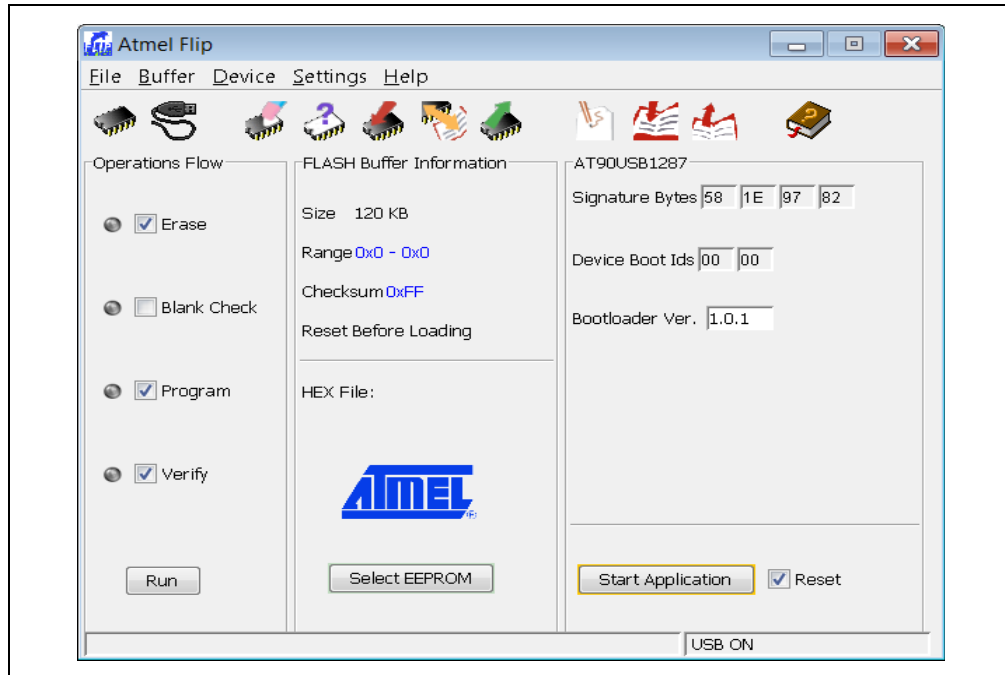 Atmel Flip
File Buffer Device Settings Help
Operations Flow
Erase
Blank Check
Program
Verify
Run
FLASH Buffer Information
Size 120 KB
Range 0x0 - 0x0
Checksum 0xFF
Reset Before Loading
HEX File:
ATMEL
Select EEPROM
AT90USB1287
Signature Bytes 58 1E 97 82
Device Boot Ids 00 00
Bootloader Ver. 1.0.1
Start Application
Reset
USB ON